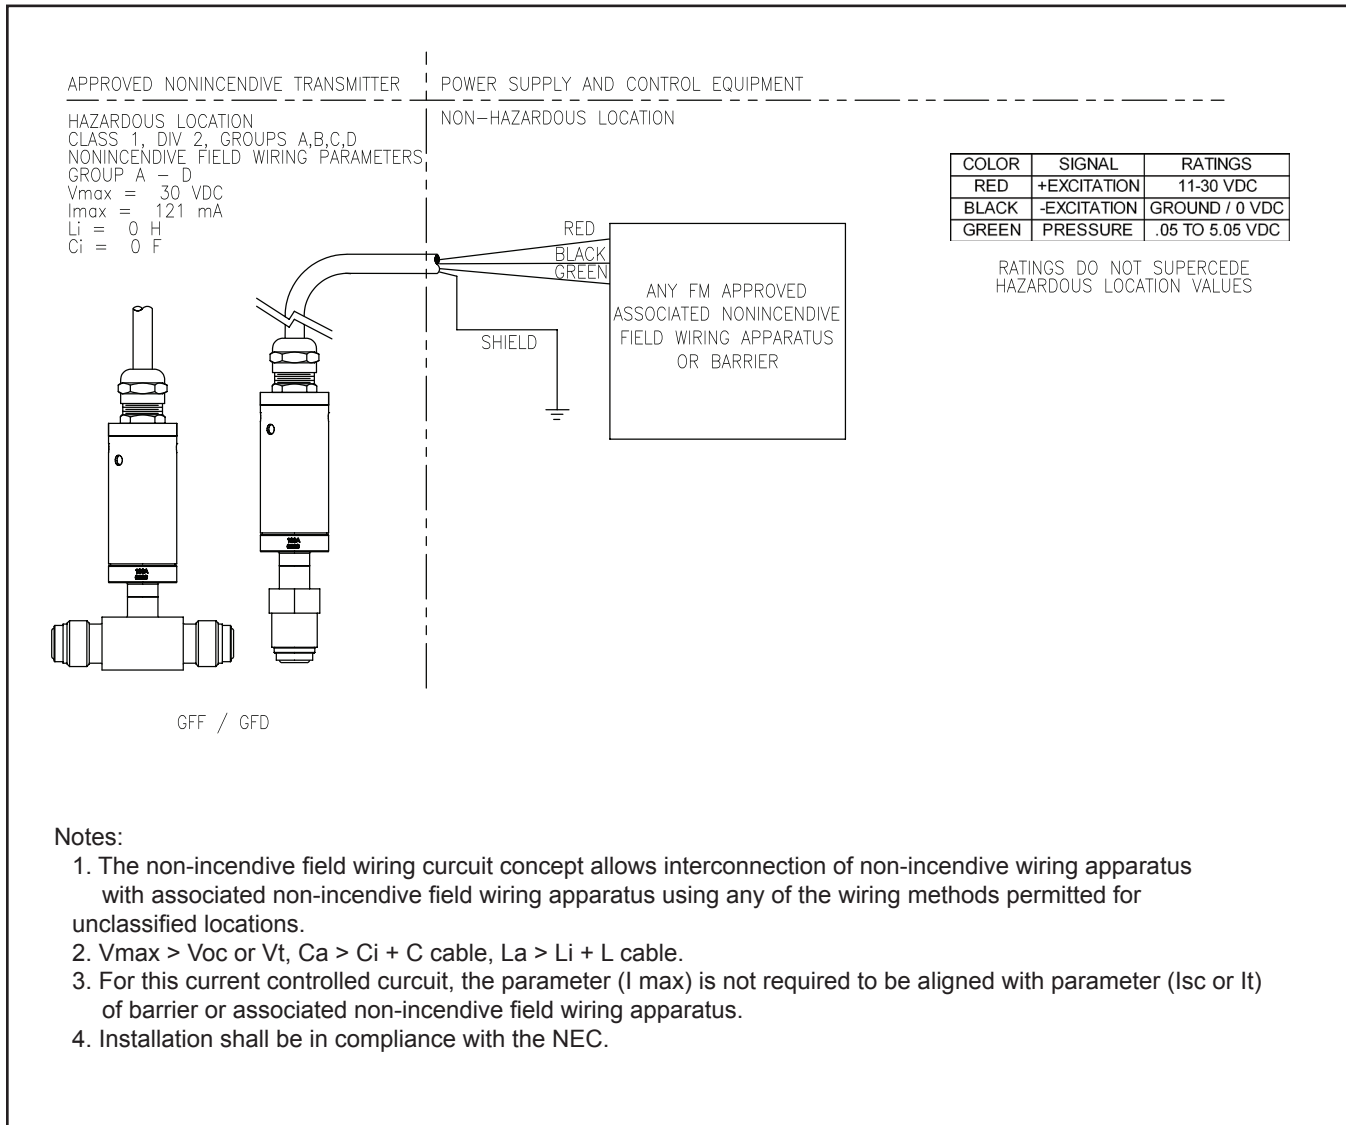 APPROVED NONINCENDIVE TRANSMITTER
POWER SUPPLY AND CONTROL EQUIPMENT
HAZARDOUS LOCATION
CLASS 1, DIV 2, GROUPS A,B,C,D
NONINCENDIVE FIELD WIRING PARAMETERS
GROUP A – D
Vmax = 30 VDC
Imax = 121 mA
Li = 0 H
Ci = 0 F
NON–HAZARDOUS LOCATION
COLOR SIGNAL RATINGS
RED +EXCITATION 11-30 VDC
BLACK -EXCITATION GROUND / 0 VDC
GREEN PRESSURE .05 TO 5.05 VDC
RATINGS DO NOT SUPERCEDE
HAZARDOUS LOCATION VALUES
RED
BLACK
GREEN
SHIELD
ANY FM APPROVED
ASSOCIATED NONINCENDIVE
FIELD WIRING APPARATUS
OR BARRIER
GFF / GFD
Notes:
1. The non-incendive field wiring curcuit concept allows interconnection of non-incendive wiring apparatus
with associated non-incendive field wiring apparatus using any of the wiring methods permitted for
unclassified locations.
2. Vmax > Voc or Vt, Ca > Ci + C cable, La > Li + L cable.
3. For this current controlled curcuit, the parameter (I max) is not required to be aligned with parameter (Isc or It)
of barrier or associated non-incendive field wiring apparatus.
4. Installation shall be in compliance with the NEC.